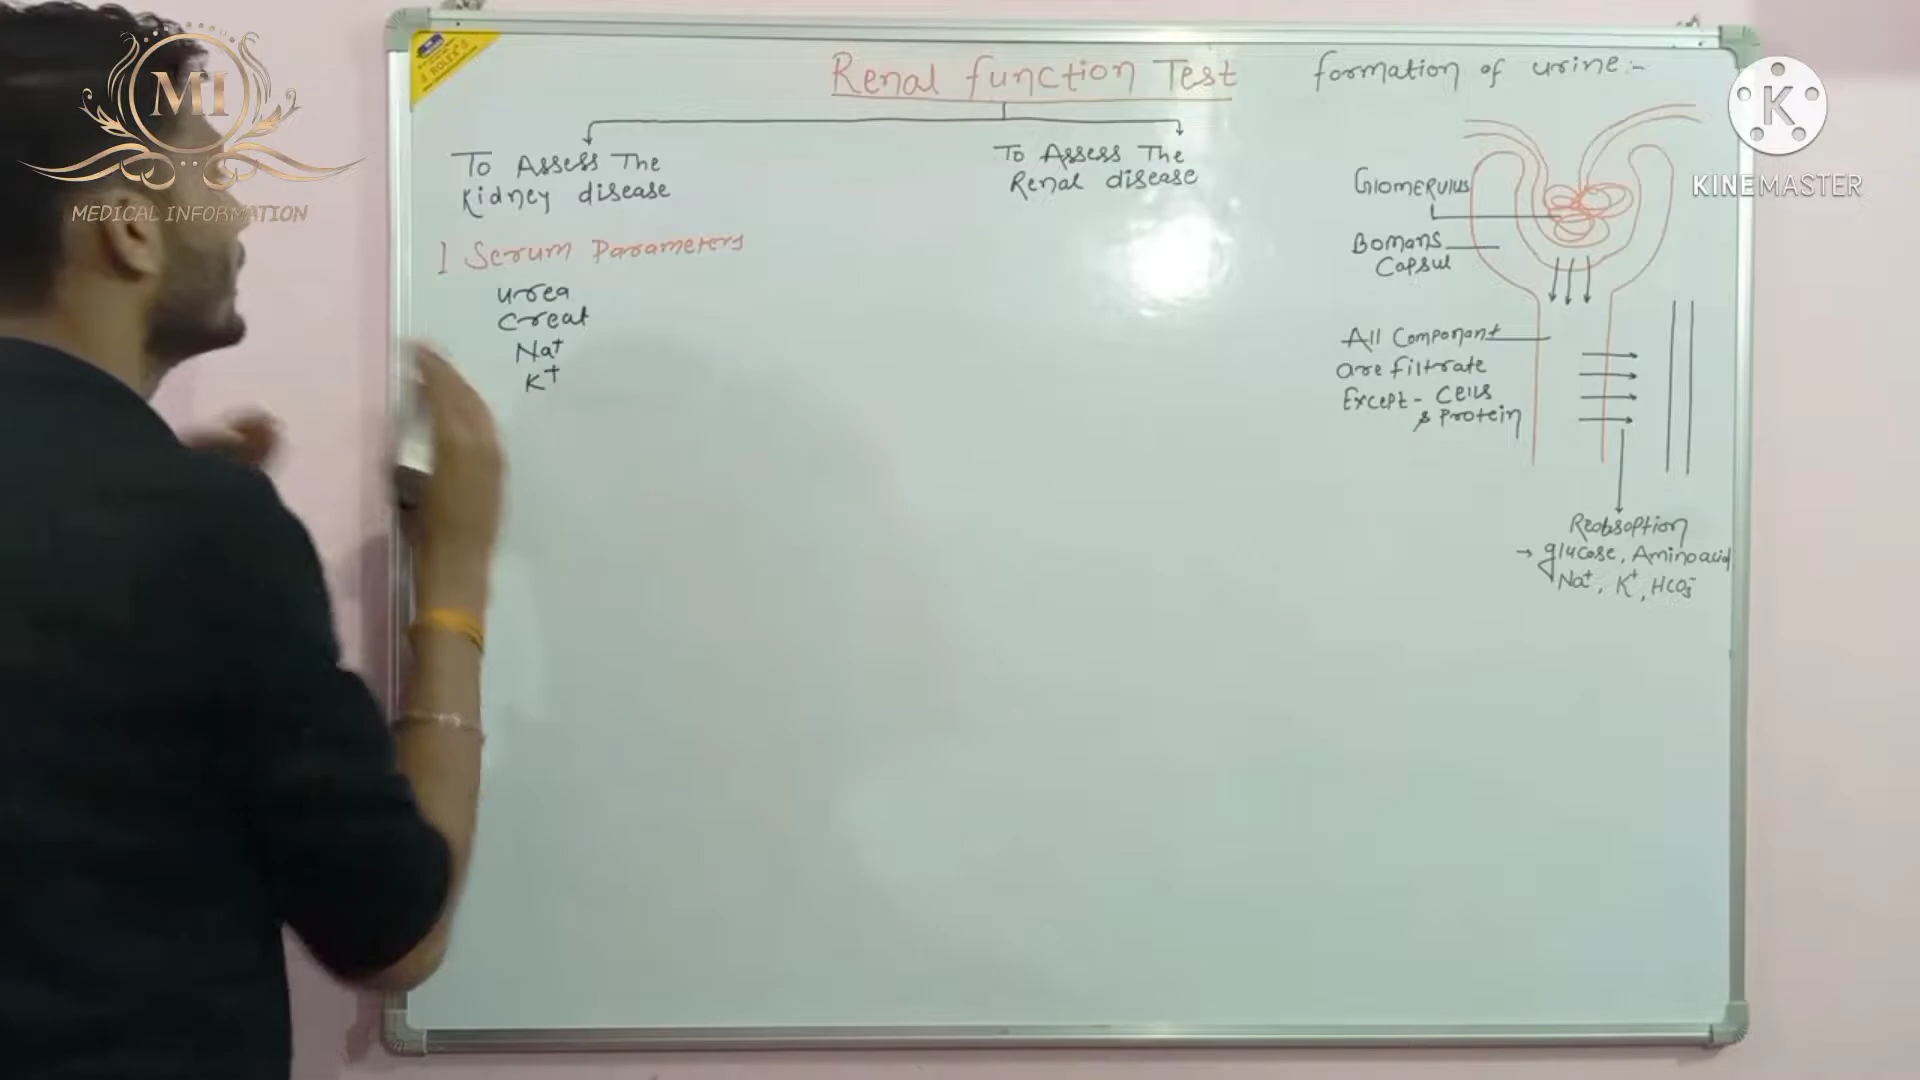 MI
MEDICAL INFORMATION
Renal function Test
To Assess The
Kidney disease
1 Serum Parameters
Urea
Creat
Na+
K+
To Assess The
Renal disease
formation of urine:-
Glomerulus
Bomans
Capsul
All Component
are filtrate
Except - Cells
& Protein
Reabsoption
→ glucose, Aminoacid
Na+, K+, HCO3-
K
KINEMASTER